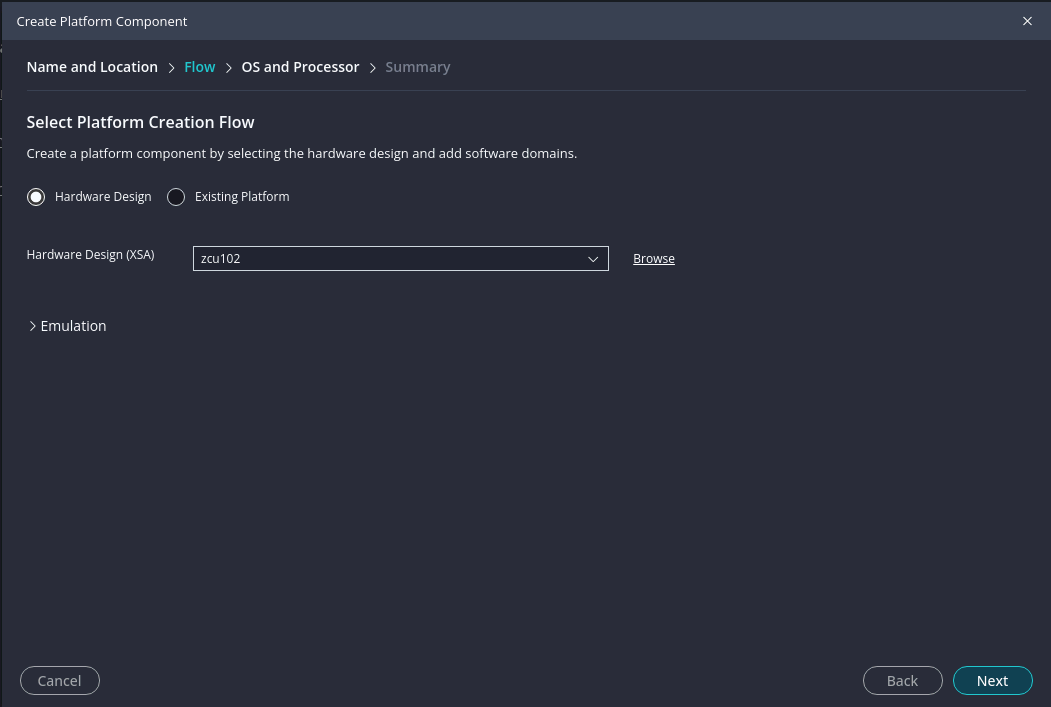 Create Platform Component
Name and Location > Flow > OS and Processor > Summary
Select Platform Creation Flow
Create a platform component by selecting the hardware design and add software domains.
Hardware Design Existing Platform
Hardware Design (XSA) zcu102 Browse
Emulation
Cancel Back Next